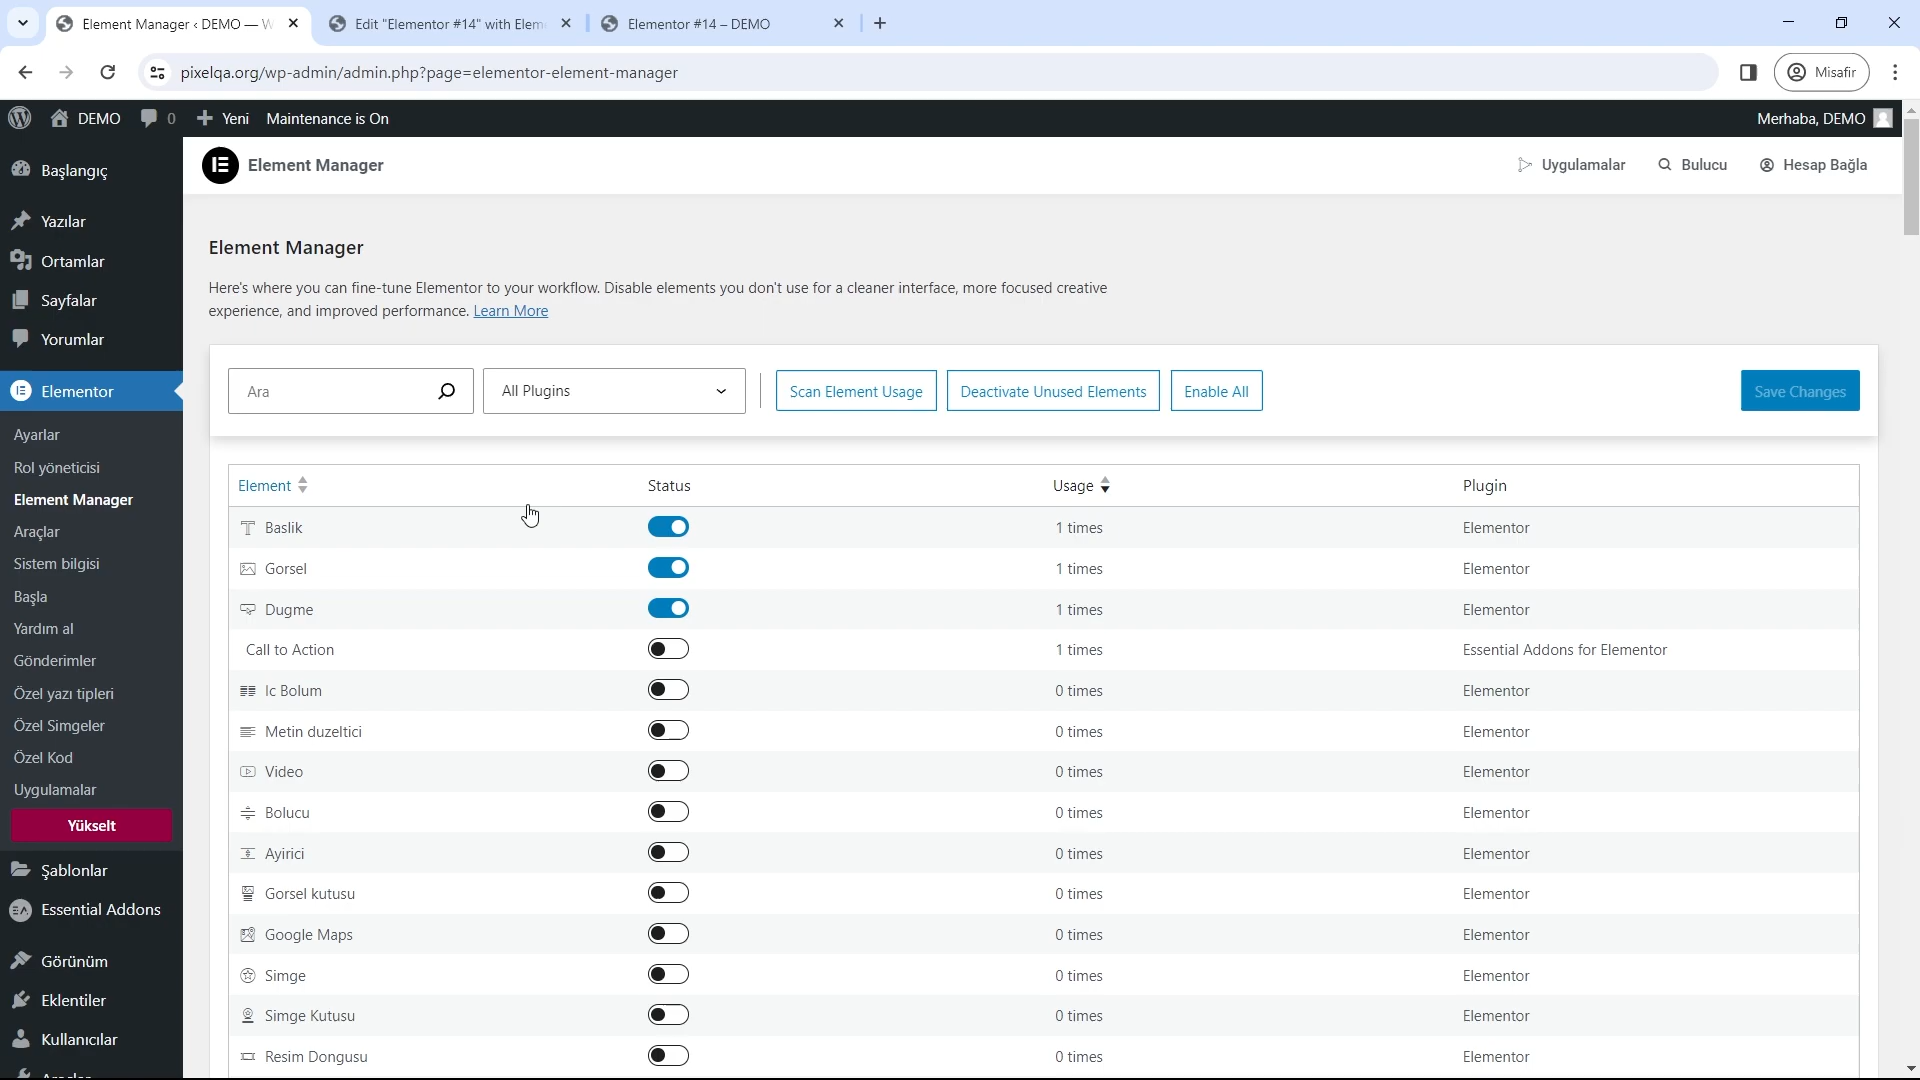 Element Manager ‹ DEMO — W
Edit "Elementor #14" with Elem
Elementor #14 – DEMO
pixelqa.org/wp-admin/admin.php?page=elementor-element-manager
Misafir
DEMO
0
Yeni
Maintenance is On
Merhaba, DEMO
Başlangıç
Yazılar
Ortamlar
Sayfalar
Yorumlar
Elementor
Ayarlar
Rol yöneticisi
Element Manager
Araçlar
Sistem bilgisi
Başla
Yardım al
Gönderimler
Özel yazı tipleri
Özel Simgeler
Özel Kod
Uygulamalar
Yükselt
Şablonlar
Essential Addons
Görünüm
Eklentiler
Kullanıcılar
Element Manager
Uygulamalar
Bulucu
Hesap Bağla
Element Manager
Here's where you can fine-tune Elementor to your workflow. Disable elements you don't use for a cleaner interface, more focused creative
experience, and improved performance. Learn More
Ara
All Plugins
Scan Element Usage
Deactivate Unused Elements
Enable All
Save Changes
Element Status Usage Plugin
Baslik 1 times Elementor
Gorsel 1 times Elementor
Dugme 1 times Elementor
Call to Action 1 times Essential Addons for Elementor
Ic Bolum 0 times Elementor
Metin duzeltici 0 times Elementor
Video 0 times Elementor
Bolucu 0 times Elementor
Ayirici 0 times Elementor
Gorsel kutusu 0 times Elementor
Google Maps 0 times Elementor
Simge 0 times Elementor
Simge Kutusu 0 times Elementor
Resim Dongusu 0 times Elementor